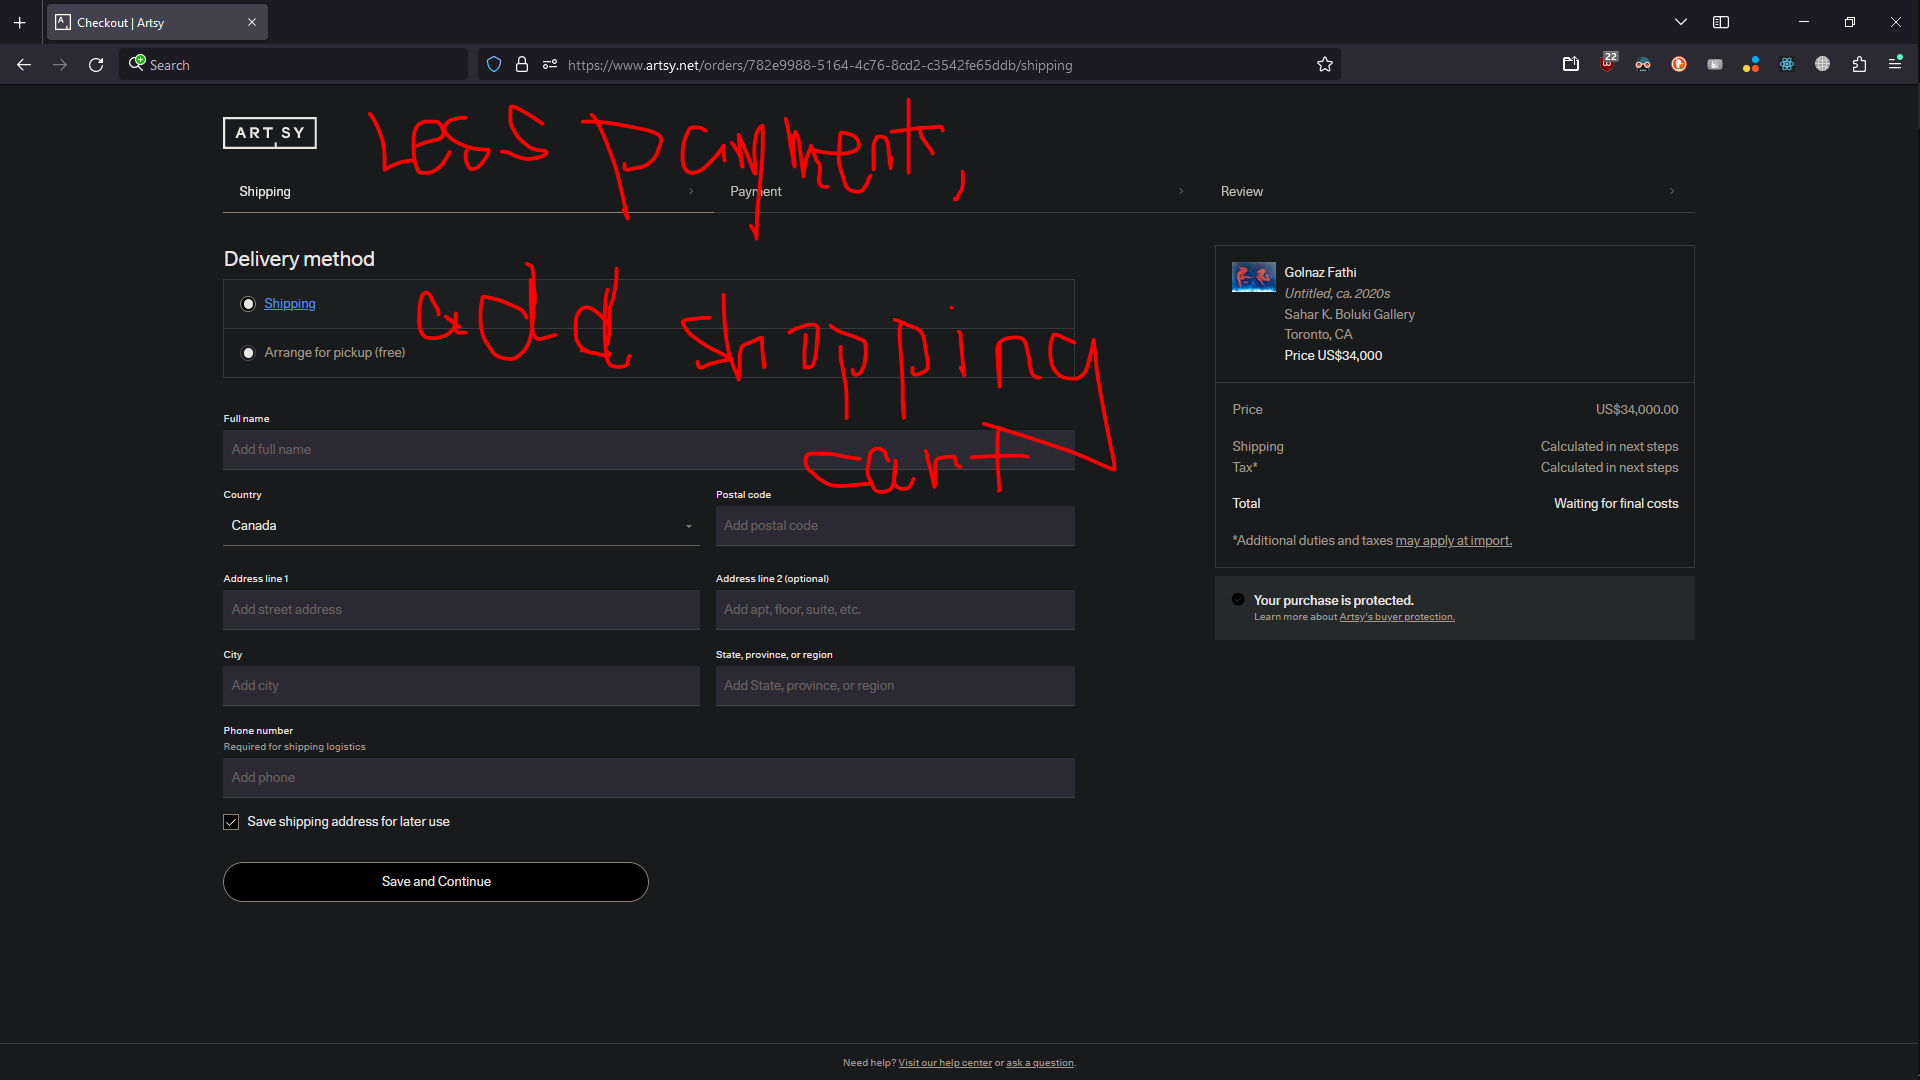 Checkout | Artsy
Search
https://www.artsy.net/orders/782e9988-5164-4c76-8cd2-c3542fe65ddb/shipping
22
ARTSY
Less payment,
Shipping
Payment
Review
add shopping
cart
Delivery method
Shipping
Arrange for pickup (free)
Full name
Add full name
Country
Canada
Postal code
Add postal code
Address line 1
Add street address
Address line 2 (optional)
Add apt, floor, suite, etc.
City
Add city
State, province, or region
Add State, province, or region
Phone number
Required for shipping logistics
Add phone
Save shipping address for later use
Save and Continue
Golnaz Fathi
Untitled, ca. 2020s
Sahar K. Boluki Gallery
Toronto, CA
Price US$34,000
Price US$34,000.00
Shipping Calculated in next steps
Tax* Calculated in next steps
Total Waiting for final costs
*Additional duties and taxes may apply at import.
Your purchase is protected.
Learn more about Artsy's buyer protection.
Need help? Visit our help center or ask a question.